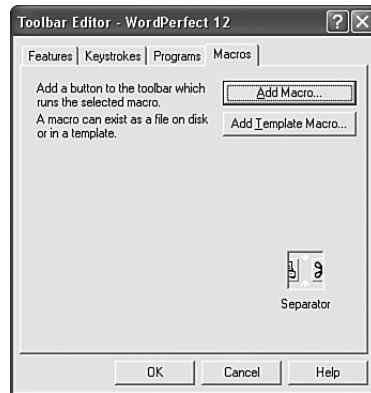 Toolbar Editor - WordPerfect 12
Features Keystrokes Programs Macros
Add a button to the toolbar which
runs the selected macro.
A macro can exist as a file on disk
or in a template.
Add Macro...
Add Template Macro...
Separator
OK Cancel Help